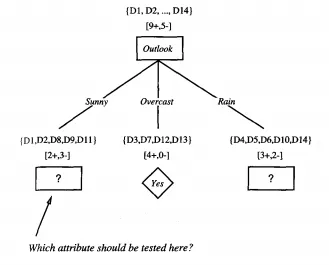 {D1, D2, ..., D14}
[9+,5-]
Outlook
Sunny Overcast Rain
{D1,D2,D8,D9,D11} {D3,D7,D12,D13} {D4,D5,D6,D10,D14}
[2+,3-] [4+,0-] [3+,2-]
? Yes ?
Which attribute should be tested here?